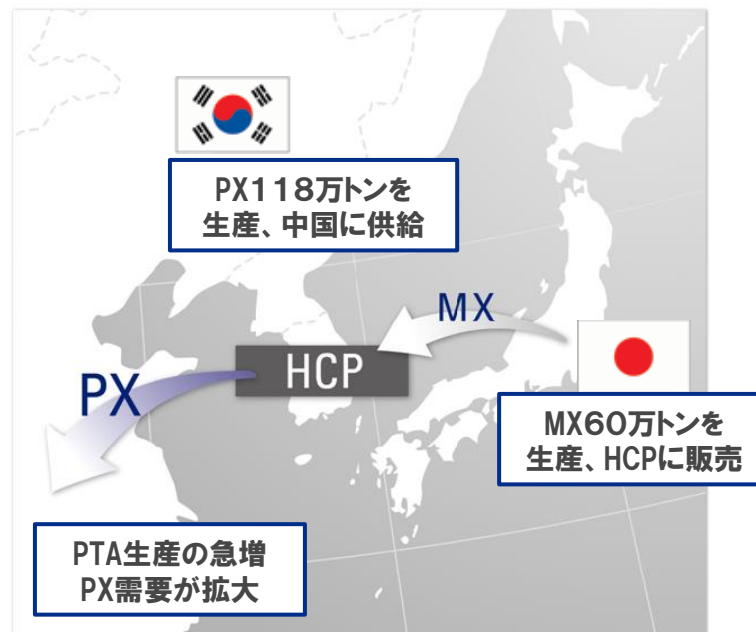 PX118万トンを
生産、中国に供給
MX
HCP
PX
MX60万トンを
生産、HCPに販売
PTA生産の急増
PX需要が拡大